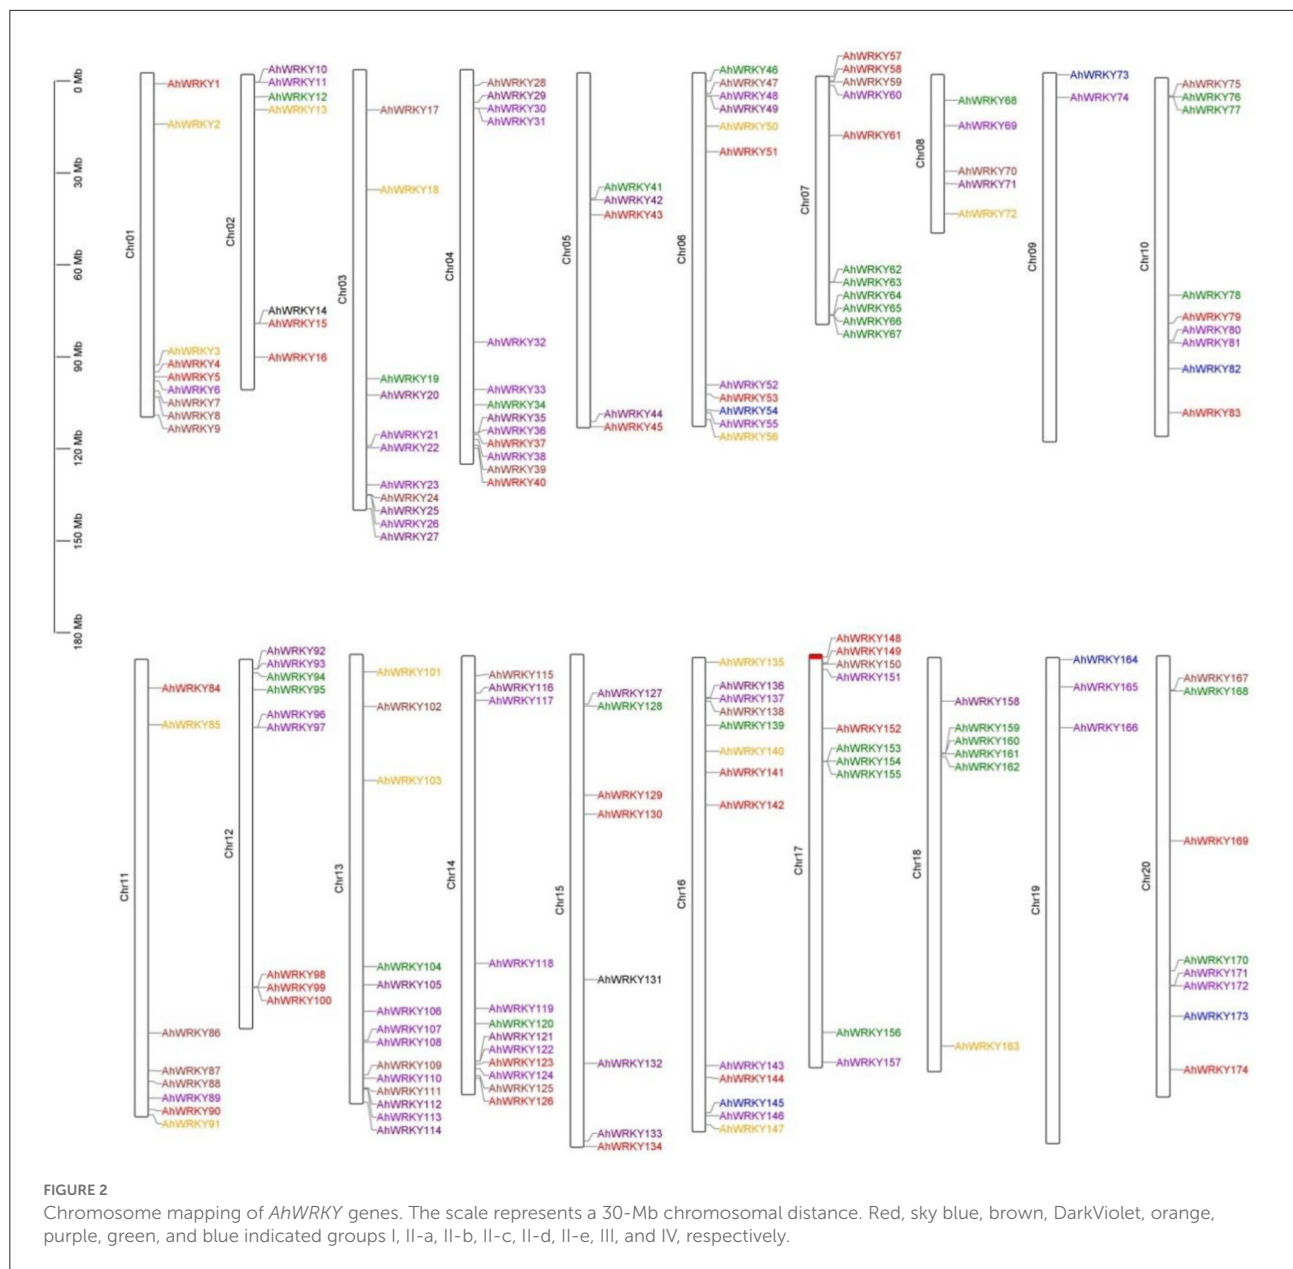 0 Mb
30 Mb
60 Mb
90 Mb
120 Mb
150 Mb
180 Mb
Chr01
AhWRKY1
AhWRKY2
AhWRKY3
AhWRKY4
AhWRKY5
AhWRKY6
AhWRKY7
AhWRKY8
AhWRKY9
Chr02
AhWRKY10
AhWRKY11
AhWRKY12
AhWRKY13
AhWRKY14
AhWRKY15
AhWRKY16
Chr03
AhWRKY17
AhWRKY18
AhWRKY19
AhWRKY20
AhWRKY21
AhWRKY22
AhWRKY23
AhWRKY24
AhWRKY25
AhWRKY26
AhWRKY27
Chr04
AhWRKY28
AhWRKY29
AhWRKY30
AhWRKY31
AhWRKY32
AhWRKY33
AhWRKY34
AhWRKY35
AhWRKY36
AhWRKY37
AhWRKY38
AhWRKY39
AhWRKY40
Chr05
AhWRKY41
AhWRKY42
AhWRKY43
AhWRKY44
AhWRKY45
Chr06
AhWRKY46
AhWRKY47
AhWRKY48
AhWRKY49
AhWRKY50
AhWRKY51
AhWRKY52
AhWRKY53
AhWRKY54
AhWRKY55
AhWRKY56
Chr07
AhWRKY57
AhWRKY58
AhWRKY59
AhWRKY60
AhWRKY61
AhWRKY62
AhWRKY63
AhWRKY64
AhWRKY65
AhWRKY66
AhWRKY67
Chr08
AhWRKY68
AhWRKY69
AhWRKY70
AhWRKY71
AhWRKY72
Chr09
AhWRKY73
AhWRKY74
Chr10
AhWRKY75
AhWRKY76
AhWRKY77
AhWRKY78
AhWRKY79
AhWRKY80
AhWRKY81
AhWRKY82
AhWRKY83
Chr11
AhWRKY84
AhWRKY85
AhWRKY86
AhWRKY87
AhWRKY88
AhWRKY89
AhWRKY90
AhWRKY91
Chr12
AhWRKY92
AhWRKY93
AhWRKY94
AhWRKY95
AhWRKY96
AhWRKY97
AhWRKY98
AhWRKY99
AhWRKY100
Chr13
AhWRKY101
AhWRKY102
AhWRKY103
AhWRKY104
AhWRKY105
AhWRKY106
AhWRKY107
AhWRKY108
AhWRKY109
AhWRKY110
AhWRKY111
AhWRKY112
AhWRKY113
AhWRKY114
Chr14
AhWRKY115
AhWRKY116
AhWRKY117
AhWRKY118
AhWRKY119
AhWRKY120
AhWRKY121
AhWRKY122
AhWRKY123
AhWRKY124
AhWRKY125
AhWRKY126
Chr15
AhWRKY127
AhWRKY128
AhWRKY129
AhWRKY130
AhWRKY131
AhWRKY132
AhWRKY133
AhWRKY134
Chr16
AhWRKY135
AhWRKY136
AhWRKY137
AhWRKY138
AhWRKY139
AhWRKY140
AhWRKY141
AhWRKY142
AhWRKY143
AhWRKY144
AhWRKY145
AhWRKY146
AhWRKY147
Chr17
AhWRKY148
AhWRKY149
AhWRKY150
AhWRKY151
AhWRKY152
AhWRKY153
AhWRKY154
AhWRKY155
AhWRKY156
AhWRKY157
Chr18
AhWRKY158
AhWRKY159
AhWRKY160
AhWRKY161
AhWRKY162
AhWRKY163
Chr19
AhWRKY164
AhWRKY165
AhWRKY166
Chr20
AhWRKY167
AhWRKY168
AhWRKY169
AhWRKY170
AhWRKY171
AhWRKY172
AhWRKY173
AhWRKY174
FIGURE 2
Chromosome mapping of AhWRKY genes. The scale represents a 30-Mb chromosomal distance. Red, sky blue, brown, DarkViolet, orange,
purple, green, and blue indicated groups I, II-a, II-b, II-c, II-d, II-e, III, and IV, respectively.